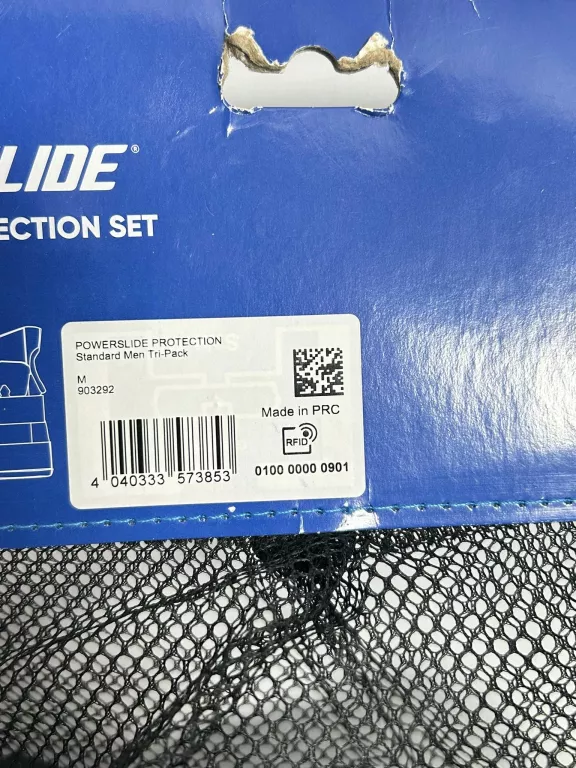 LIDE®
ECTION SET
POWERSLIDE PROTECTION
Standard Men Tri-Pack
M
903292
Made in PRC
RFID
4 040333 573853
0100 0000 0901